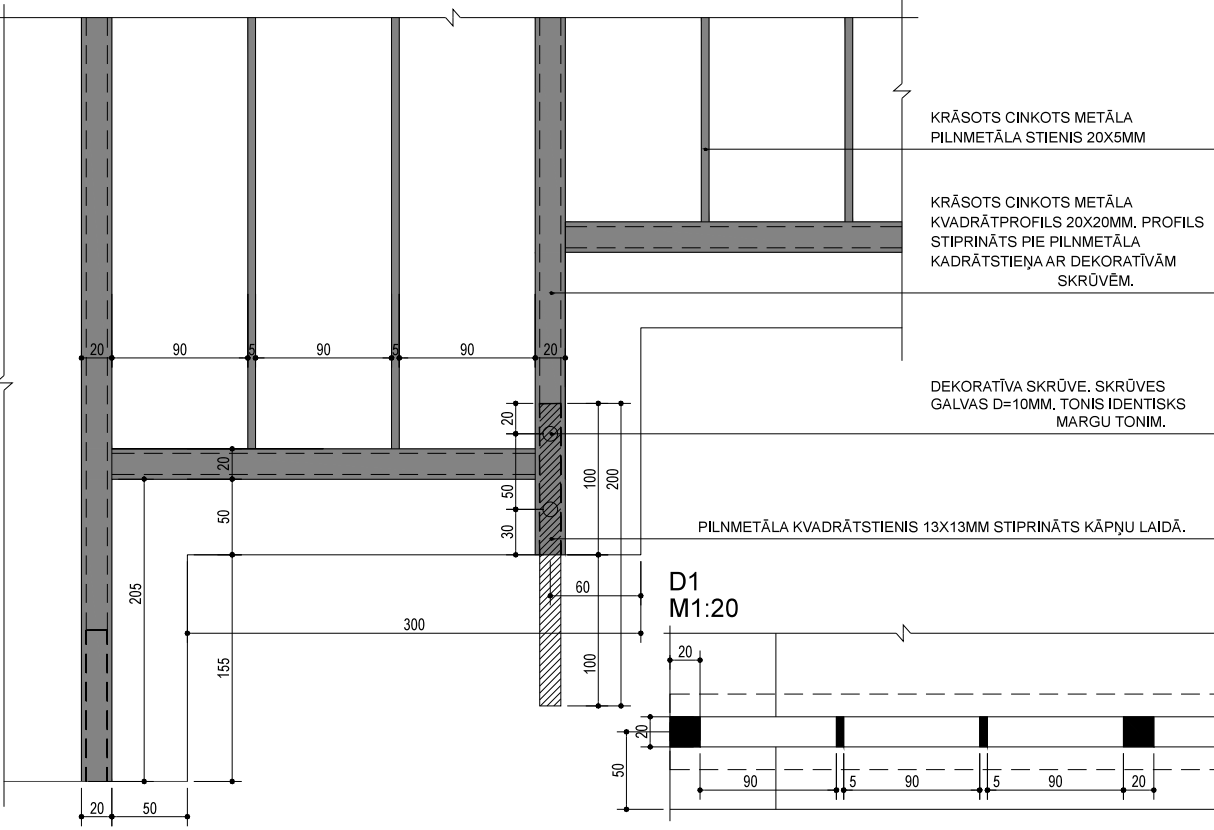 KRĀSOTS CINKOTS METĀLA
PILNMETĀLA STIENIS 20X5MM
KRĀSOTS CINKOTS METĀLA
KVADRĀTPROFILS 20X20MM. PROFILS
STIPRINĀTS PIE PILNMETĀLA
KADRĀTSTIEŅA AR DEKORATĪVĀM
SKRŪVĒM.
20 90 5 90 5 90 20
DEKORATĪVA SKRŪVE. SKRŪVES
GALVAS D=10MM. TONIS IDENTISKS
MARGU TONIM.
20
50
30
100
200
20
50
PILNMETĀLA KVADRĀTSTIENIS 13X13MM STIPRINĀTS KĀPŅU LAIDĀ.
205
155
60
300
100
20 50
D1
M1:20
20
20
50
90 5 90 5 90 20